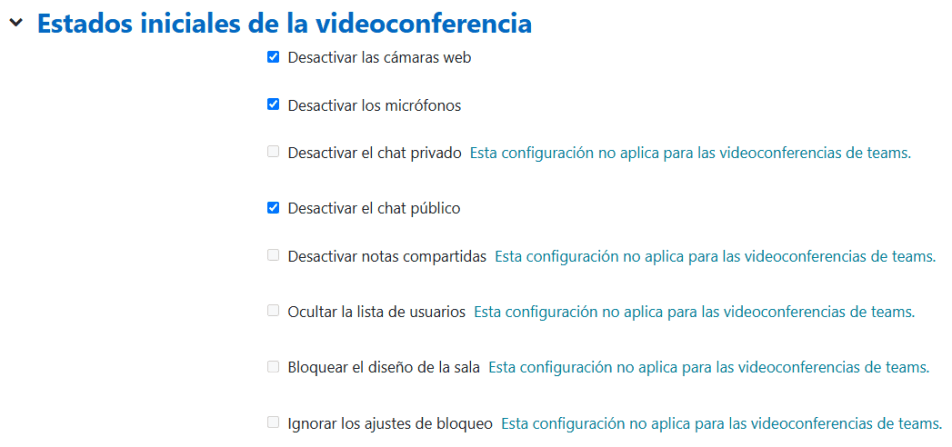 Estados iniciales de la videoconferencia
Desactivar las cámaras web
Desactivar los micrófonos
Desactivar el chat privado Esta configuración no aplica para las videoconferencias de teams.
Desactivar el chat público
Desactivar notas compartidas Esta configuración no aplica para las videoconferencias de teams.
Ocultar la lista de usuarios Esta configuración no aplica para las videoconferencias de teams.
Bloquear el diseño de la sala Esta configuración no aplica para las videoconferencias de teams.
Ignorar los ajustes de bloqueo Esta configuración no aplica para las videoconferencias de teams.